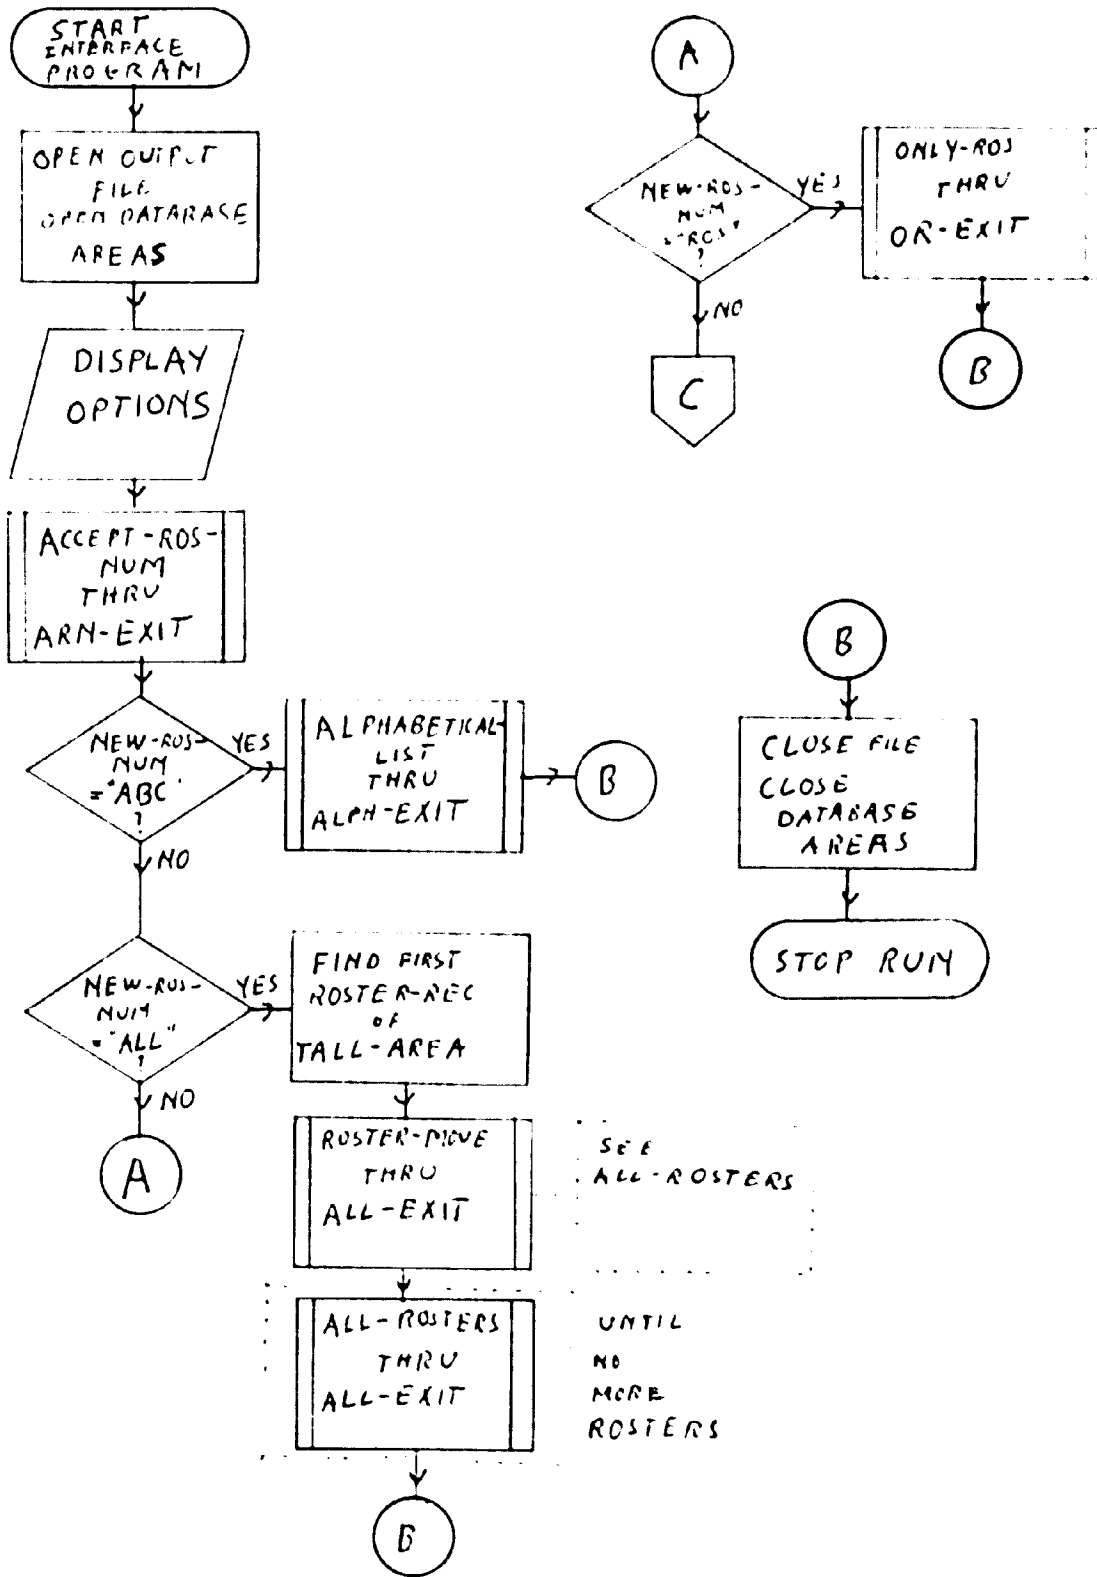 START
INTERFACE
PROGRAM
OPEN OUTPUT
FILE
OPEN DATABASE
AREAS
DISPLAY
OPTIONS
ACCEPT-ROS-
NUM
THRU
ARN-EXIT
NEW-ROS-
NUM
="ABC"
?
YES
NO
ALPHABETICAL-
LIST
THRU
ALPH-EXIT
B
NEW-ROS-
NUM
="ALL"
?
YES
NO
A
FIND FIRST
ROSTER-REC
OF
TALL-AREA
ROSTER-MOVE
THRU
ALL-EXIT
SEE
ALL-ROSTERS
ALL-ROSTERS
THRU
ALL-EXIT
UNTIL
NO
MORE
ROSTERS
B
A
NEW-ROS-
NUM
="ROS"
?
YES
NO
ONLY-ROS
THRU
OR-EXIT
B
C
B
CLOSE FILE
CLOSE
DATABASE
AREAS
STOP RUN